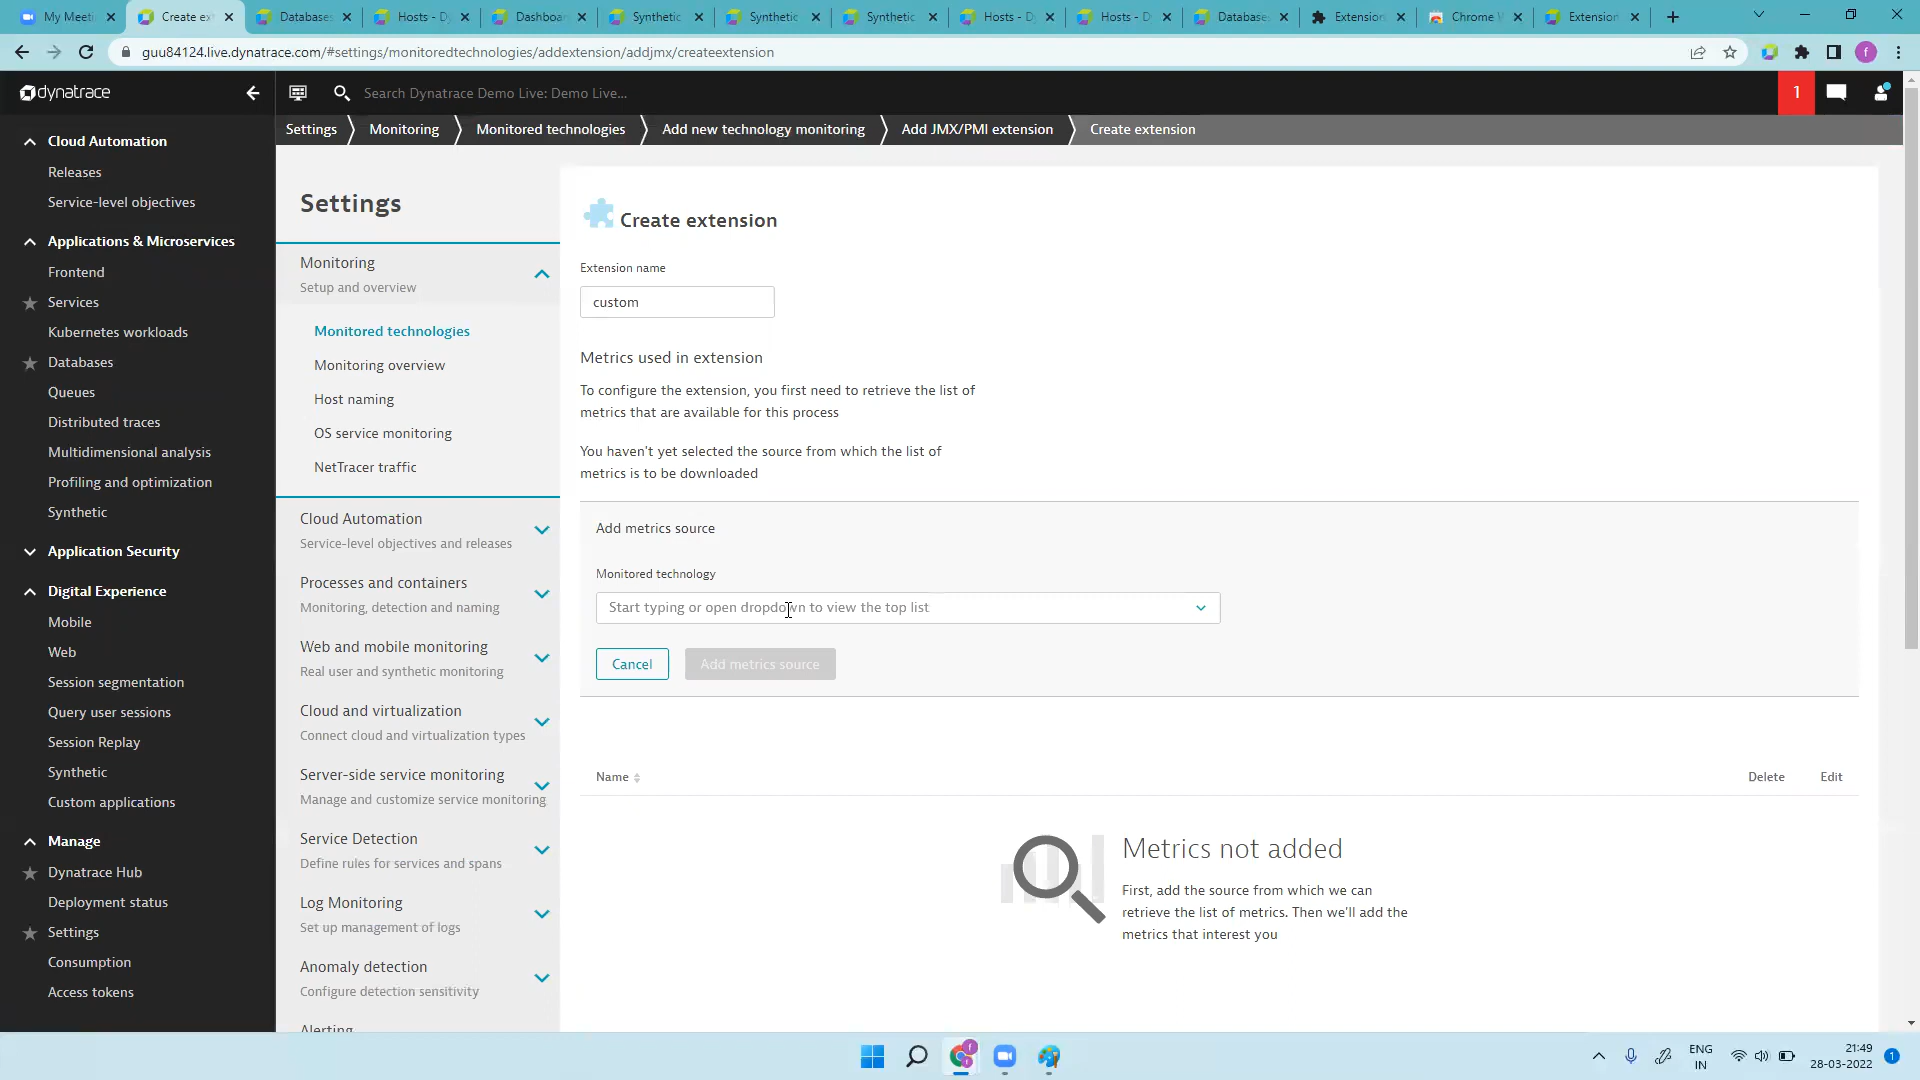 My Meeti
Create ex
Databases
Hosts - Dy
Dashboar
Synthetic
Synthetic
Synthetic
Hosts - D
Hosts - D
Databases
Extension
Chrome W
Extension
guu84124.live.dynatrace.com/#settings/monitoredtechnologies/addextension/addjmx/createextension
f
dynatrace
Search Dynatrace Demo Live: Demo Live...
1
Settings
Monitoring
Monitored technologies
Add new technology monitoring
Add JMX/PMI extension
Create extension
Cloud Automation
Releases
Service-level objectives
Applications & Microservices
Frontend
Services
Kubernetes workloads
Databases
Queues
Distributed traces
Multidimensional analysis
Profiling and optimization
Synthetic
Application Security
Digital Experience
Mobile
Web
Session segmentation
Query user sessions
Session Replay
Synthetic
Custom applications
Manage
Dynatrace Hub
Deployment status
Settings
Consumption
Access tokens
Settings
Monitoring
Setup and overview
Monitored technologies
Monitoring overview
Host naming
OS service monitoring
NetTracer traffic
Cloud Automation
Service-level objectives and releases
Processes and containers
Monitoring, detection and naming
Web and mobile monitoring
Real user and synthetic monitoring
Cloud and virtualization
Connect cloud and virtualization types
Server-side service monitoring
Manage and customize service monitoring
Service Detection
Define rules for services and spans
Log Monitoring
Set up management of logs
Anomaly detection
Configure detection sensitivity
Alerting
Create extension
Extension name
custom
Metrics used in extension
To configure the extension, you first need to retrieve the list of
metrics that are available for this process
You haven't yet selected the source from which the list of
metrics is to be downloaded
Add metrics source
Monitored technology
Start typing or open dropdown to view the top list
Cancel
Add metrics source
Name
Delete
Edit
Metrics not added
First, add the source from which we can
retrieve the list of metrics. Then we'll add the
metrics that interest you
ENG
IN
21:49
28-03-2022
1